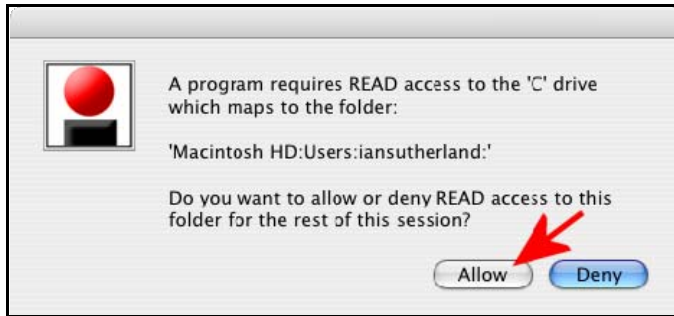 A program requires READ access to the 'C' drive
which maps to the folder:
'Macintosh HD:Users:iansutherland:'
Do you want to allow or deny READ access to this
folder for the rest of this session?
Allow
Deny